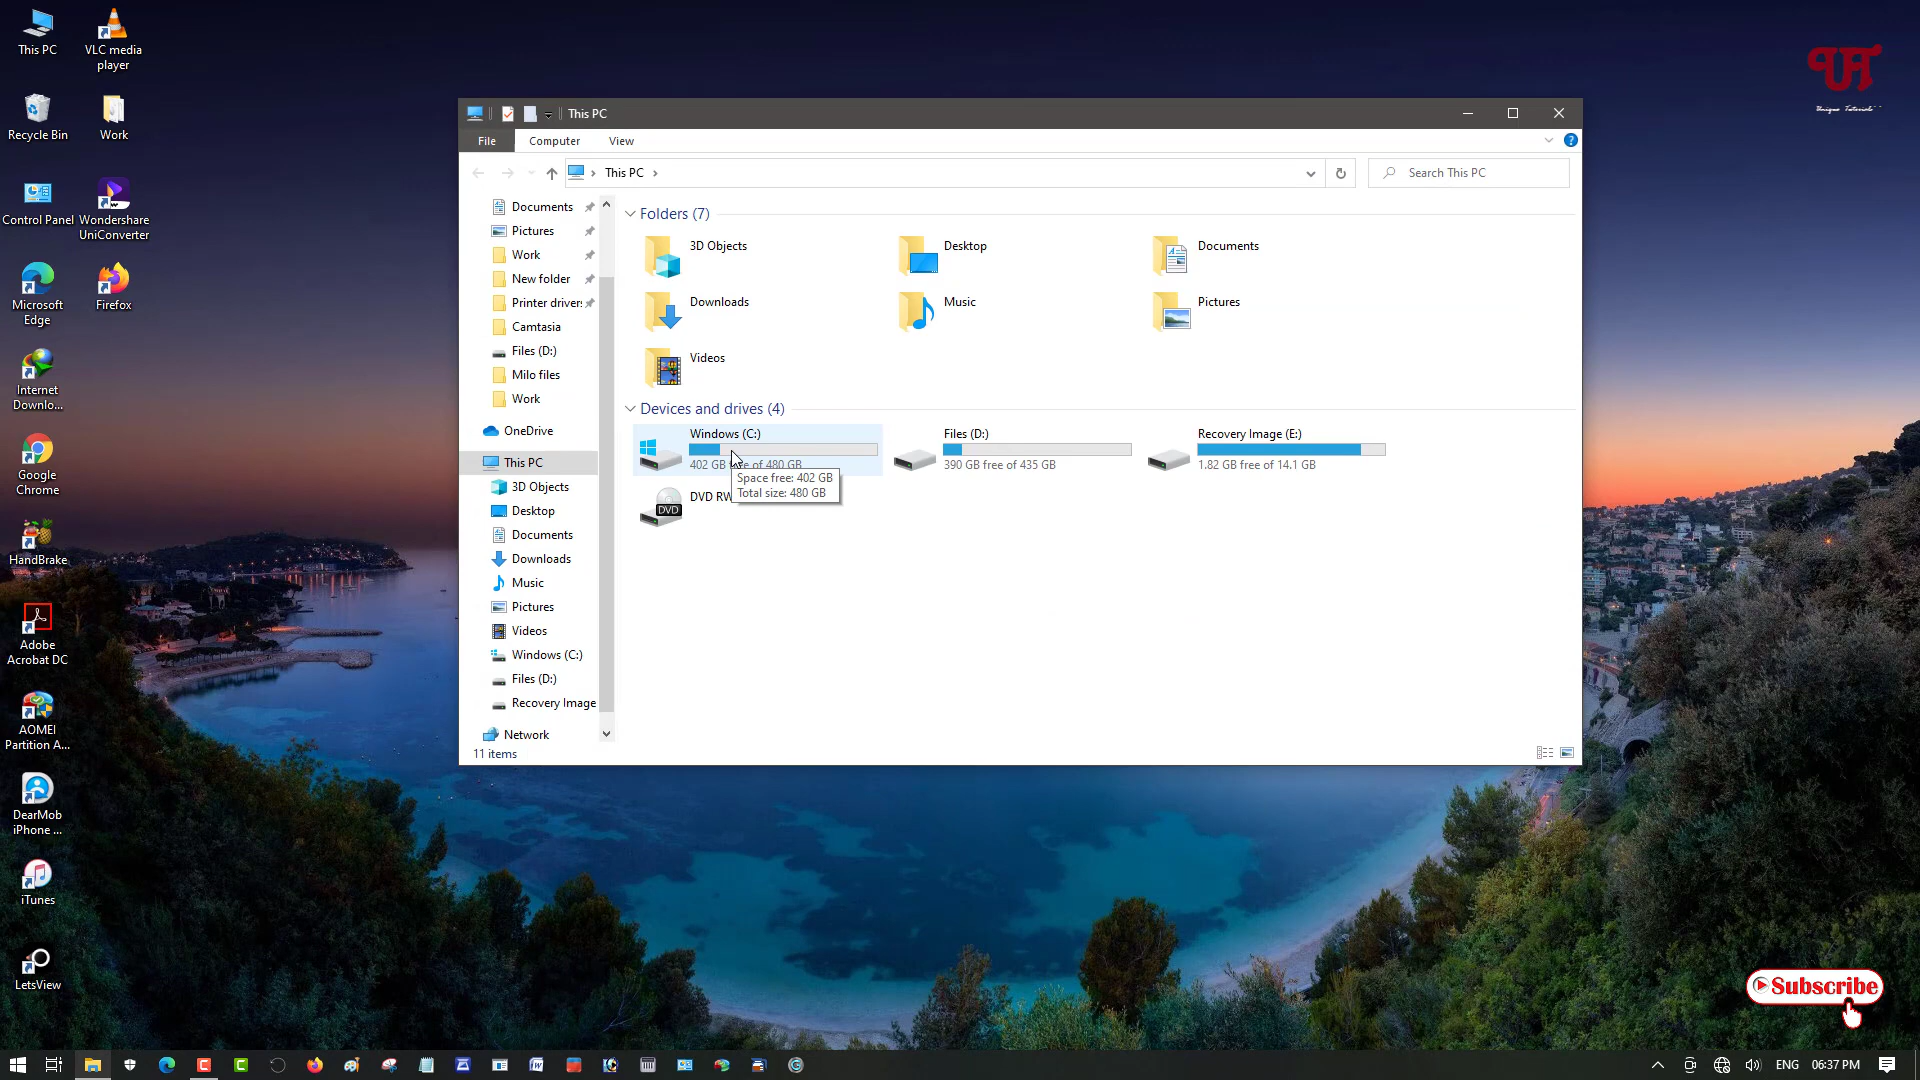 This PC
VLC media
player
Recycle Bin
Work
Control Panel
Wondershare
UniConverter
Microsoft
Edge
Firefox
Internet
Downlo...
Google
Chrome
HandBrake
Adobe
Acrobat DC
AOMEI
Partition A...
DearMob
iPhone ...
iTunes
LetsView
This PC
File
Computer
View
This PC
Search This PC
Documents
Pictures
Work
New folder
Printer drivers
Camtasia
Files (D:)
Milo files
Work
OneDrive
This PC
3D Objects
Desktop
Documents
Downloads
Music
Pictures
Videos
Windows (C:)
Files (D:)
Recovery Image
Network
11 items
Folders (7)
3D Objects
Desktop
Documents
Downloads
Music
Pictures
Videos
Devices and drives (4)
Windows (C:)
402 GB free of 480 GB
Files (D:)
390 GB free of 435 GB
Recovery Image (E:)
1.82 GB free of 14.1 GB
DVD
DVD RW
Space free: 402 GB
Total size: 480 GB
UT
Unique Tutorials
Subscribe
ENG
06:37 PM